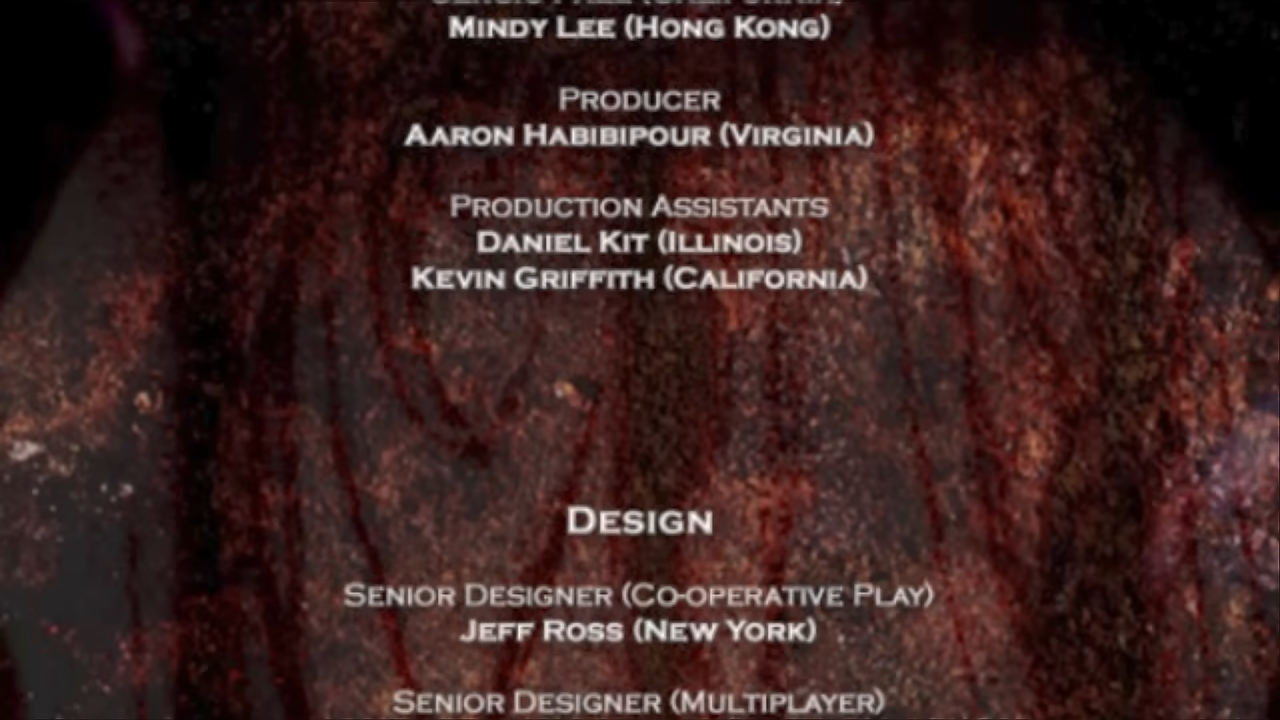 Mindy Lee (Hong Kong)
Producer
Aaron Habibipour (Virginia)
Production Assistants
Daniel Kit (Illinois)
Kevin Griffith (California)
Design
Senior Designer (Co-operative Play)
Jeff Ross (New York)
Senior Designer (Multiplayer)